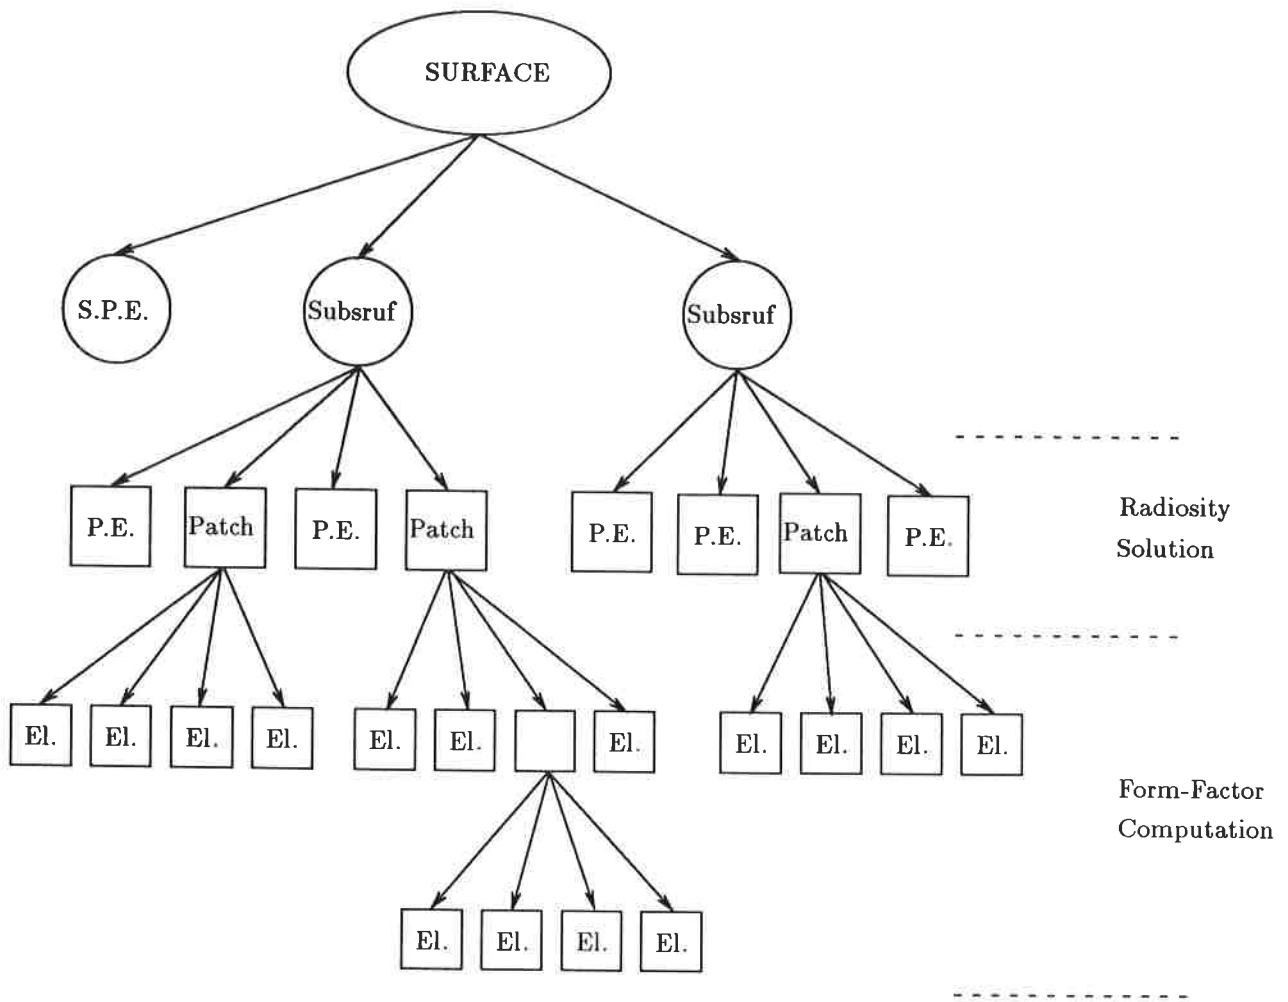 SURFACE
S.P.E.
Subsruf
Subsruf
P.E.
Patch
P.E.
Patch
P.E.
P.E.
Patch
P.E.
Radiosity
Solution
El.
El.
El.
El.
El.
El.
El.
El.
El.
El.
El.
Form-Factor
Computation
El.
El.
El.
El.